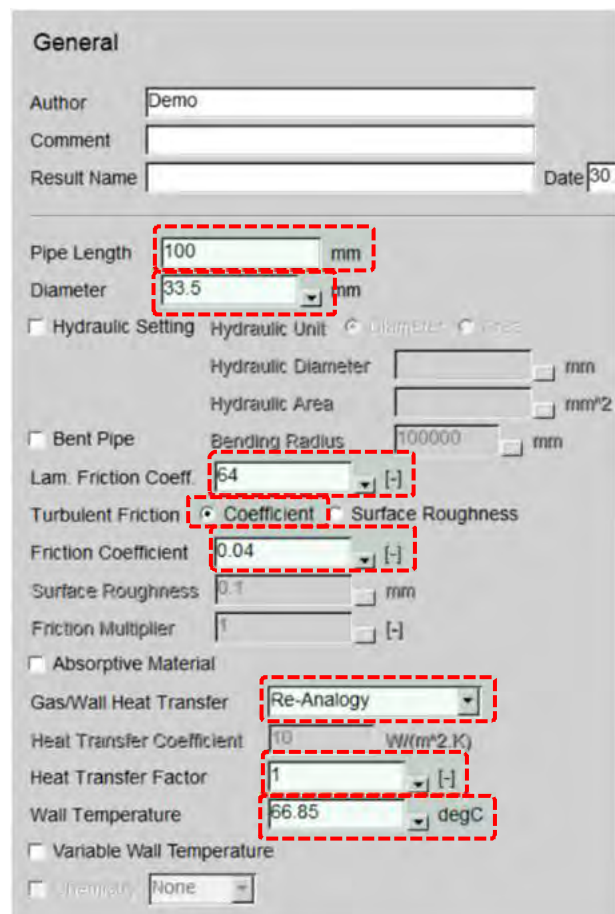 General
Author Demo
Comment
Result Name Date 30
Pipe Length 100 mm
Diameter 33.5 mm
Hydraulic Setting Hydraulic Unit Diameter Area
Hydraulic Diameter mm
Hydraulic Area mm^2
Bent Pipe Bending Radius 100000 mm
Lam. Friction Coeff. 64 [-]
Turbulent Friction Coefficient Surface Roughness
Friction Coefficient 0.04 [-]
Surface Roughness 0.1 mm
Friction Multiplier 1 [-]
Absorptive Material
Gas/Wall Heat Transfer Re-Analogy
Heat Transfer Coefficient 10 W/(m^2.K)
Heat Transfer Factor 1 [-]
Wall Temperature 66.85 degC
Variable Wall Temperature
Chemistry None